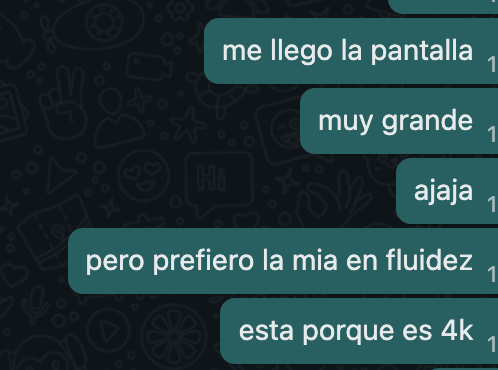 me llego la pantalla
muy grande
ajaja
pero prefiero la mia en fluidez
esta porque es 4k